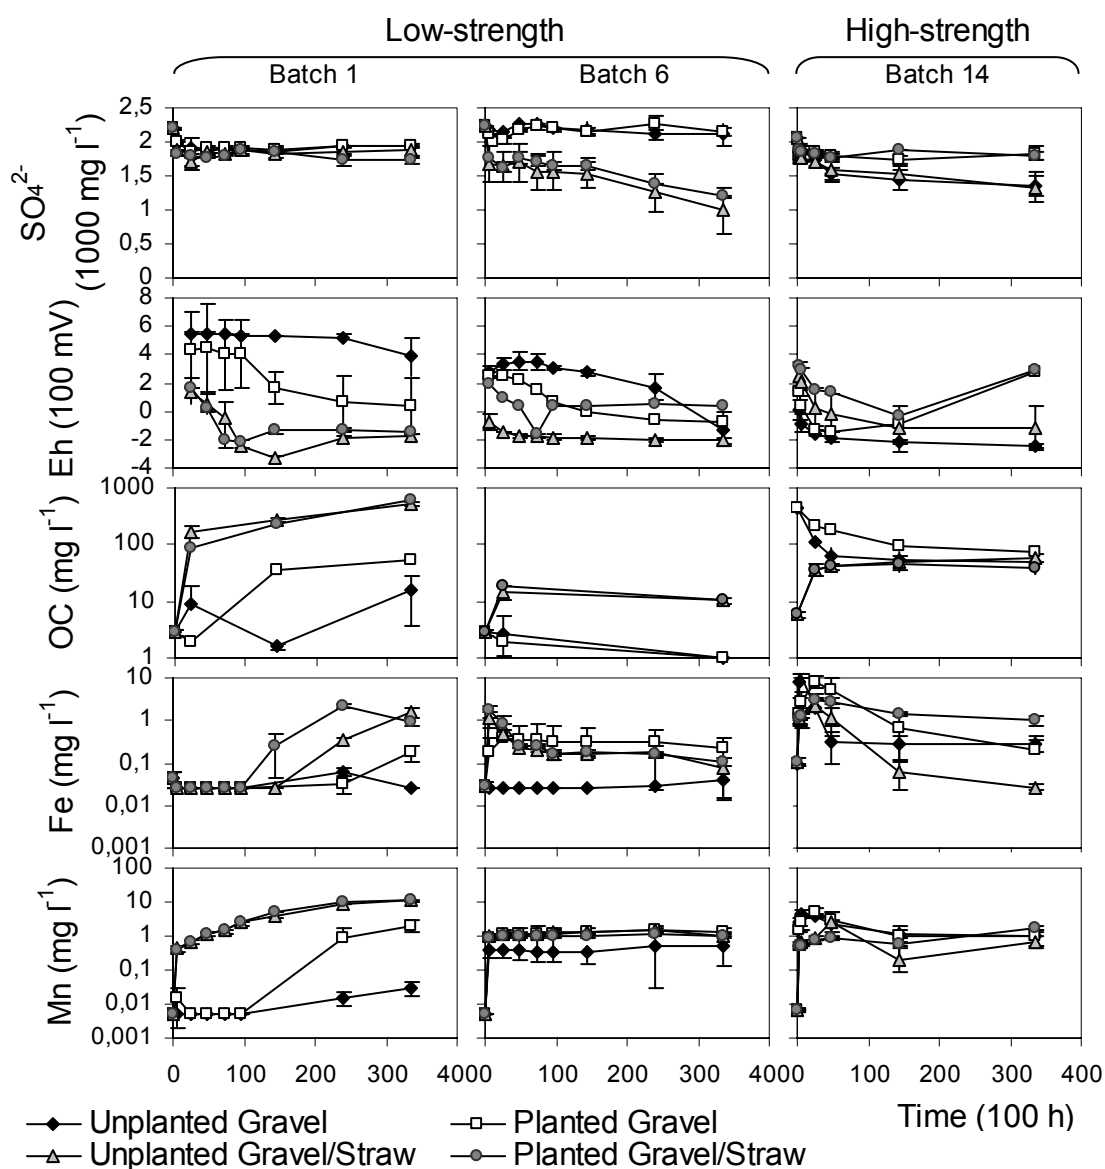 Low-strength High-strength
Batch 1 Batch 6 Batch 14
SO₄²⁻
(1000 mg l⁻¹)
2,5
2
1,5
1
0,5
0
Eh (100 mV)
8
6
4
2
0
-2
-4
OC (mg l⁻¹)
1000
100
10
1
Fe (mg l⁻¹)
10
1
0,1
0,01
0,001
Mn (mg l⁻¹)
100
10
1
0,1
0,01
0,001
0 100 200 300 4000 100 200 300 4000 100 200 300 400
Time (100 h)
Unplanted Gravel Planted Gravel
Unplanted Gravel/Straw Planted Gravel/Straw